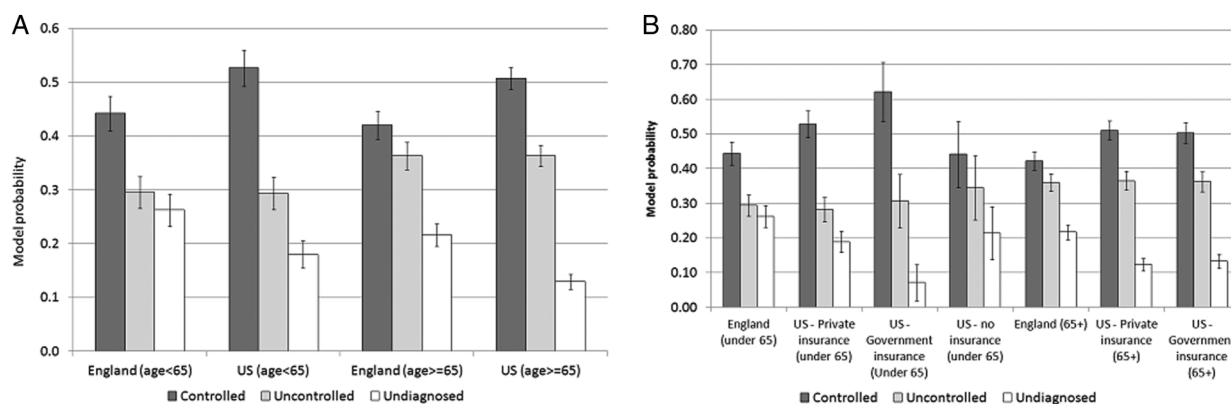 A
Model probability
0.6
0.5
0.4
0.3
0.2
0.1
0.0
England (age<65) US (age<65) England (age>=65) US (age>=65)
Controlled Uncontrolled Undiagnosed
B
Model probability
0.80
0.70
0.60
0.50
0.40
0.30
0.20
0.10
0.00
England US - Private US - US - no England (65+) US - Private US -
(under 65) insurance Government insurance insurance Government
(under 65) insurance (under 65) (65+) insurance
(Under 65) (65+)
Controlled Uncontrolled Undiagnosed